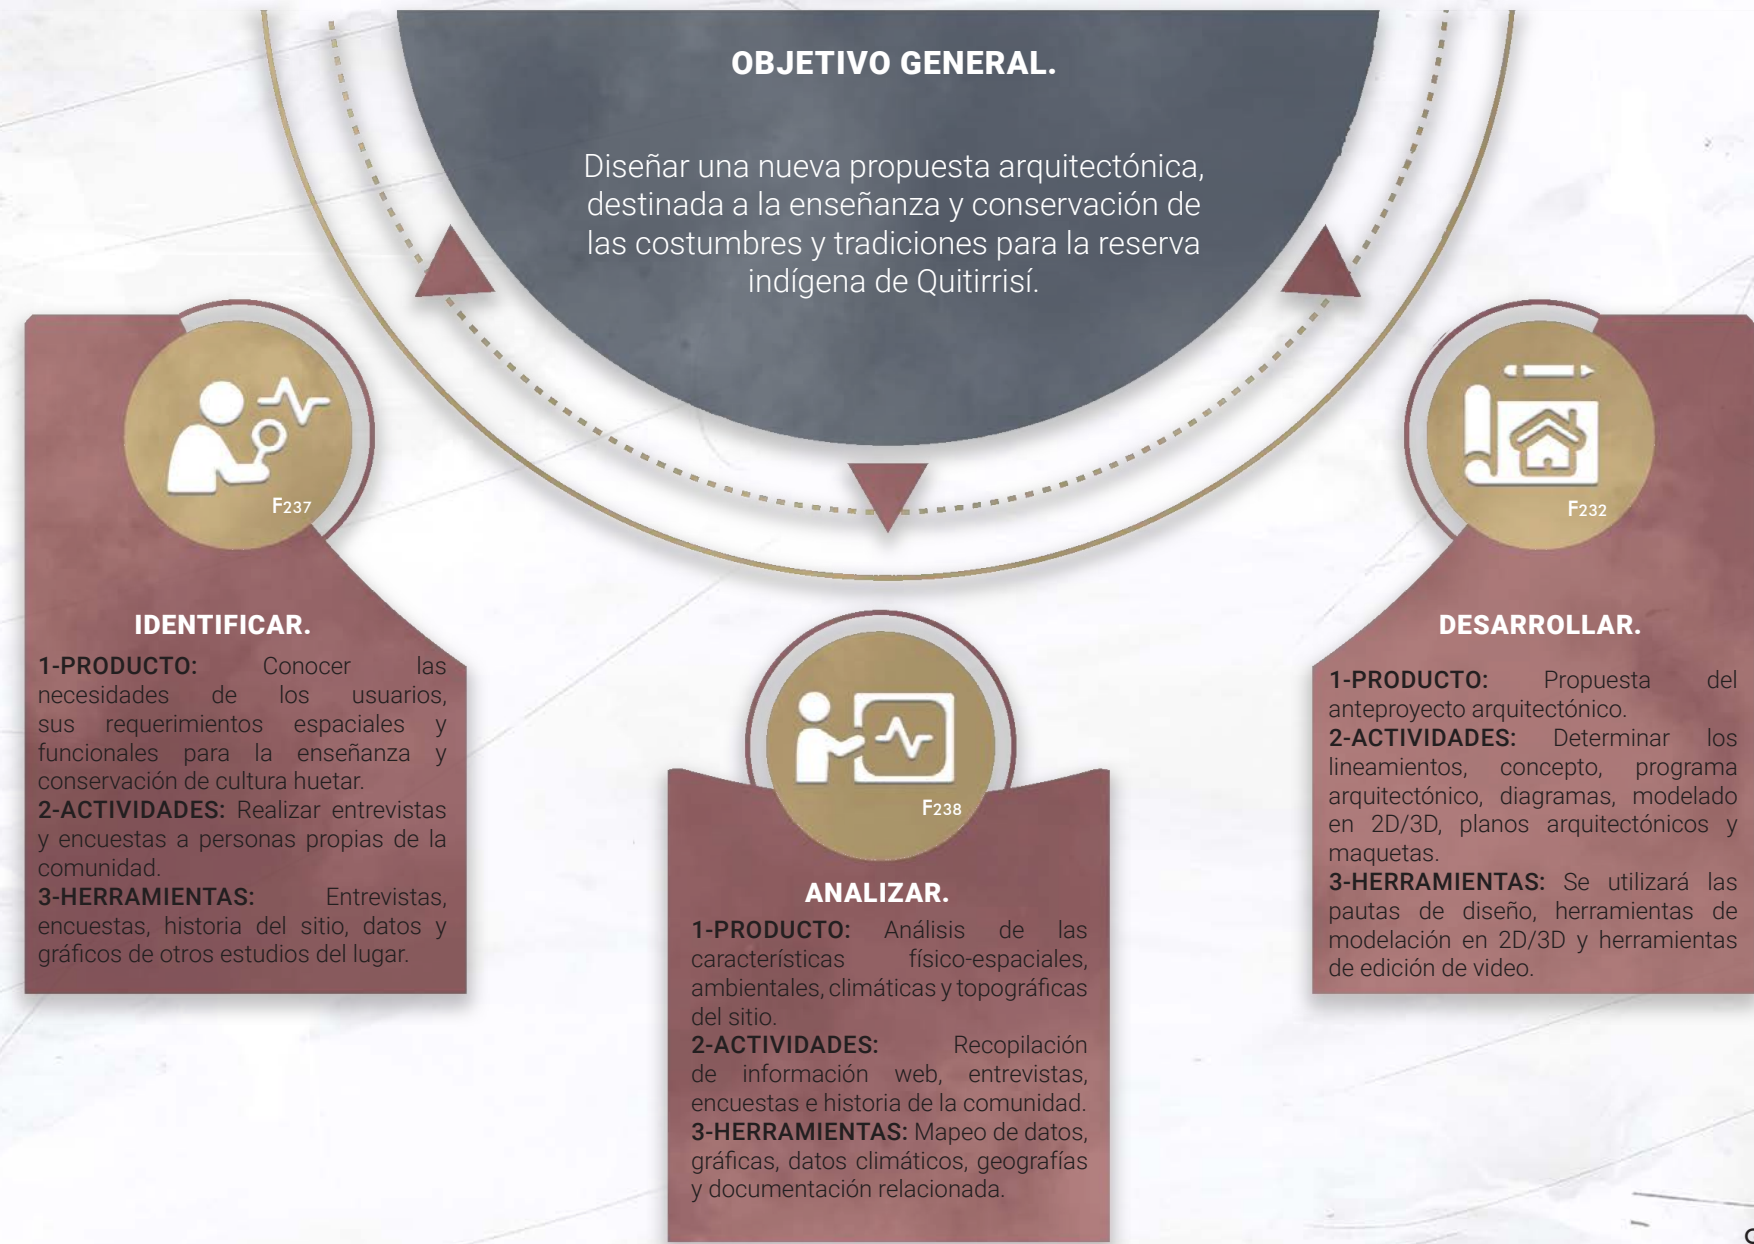 OBJETIVO GENERAL.
Diseñar una nueva propuesta arquitectónica,
destinada a la enseñanza y conservación de
las costumbres y tradiciones para la reserva
indígena de Quitirrisí.
F237
IDENTIFICAR.
1-PRODUCTO: Conocer las
necesidades de los usuarios,
sus requerimientos espaciales y
funcionales para la enseñanza y
conservación de cultura huetar.
2-ACTIVIDADES: Realizar entrevistas
y encuestas a personas propias de la
comunidad.
3-HERRAMIENTAS: Entrevistas,
encuestas, historia del sitio, datos y
gráficos de otros estudios del lugar.
F238
ANALIZAR.
1-PRODUCTO: Análisis de las
características físico-espaciales,
ambientales, climáticas y topográficas
del sitio.
2-ACTIVIDADES: Recopilación
de información web, entrevistas,
encuestas e historia de la comunidad.
3-HERRAMIENTAS: Mapeo de datos,
gráficas, datos climáticos, geografías
y documentación relacionada.
F232
DESARROLLAR.
1-PRODUCTO: Propuesta del
anteproyecto arquitectónico.
2-ACTIVIDADES: Determinar los
lineamientos, concepto, programa
arquitectónico, diagramas, modelado
en 2D/3D, planos arquitectónicos y
maquetas.
3-HERRAMIENTAS: Se utilizará las
pautas de diseño, herramientas de
modelación en 2D/3D y herramientas
de edición de video.